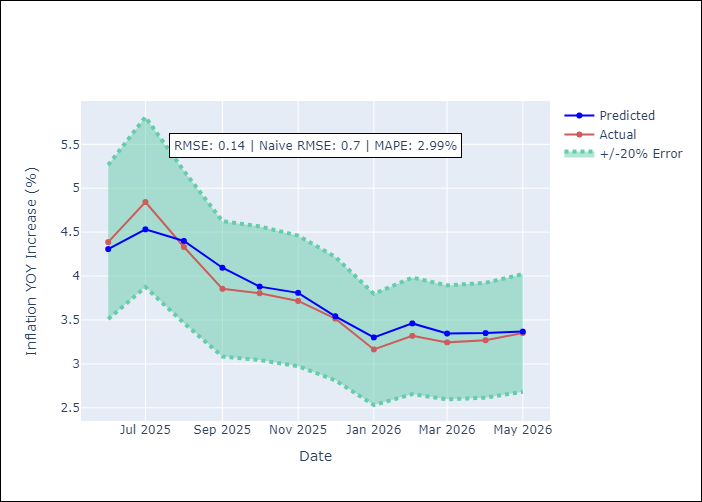 RMSE: 0.14 | Naive RMSE: 0.7 | MAPE: 2.99%
Predicted
Actual
+/-20% Error
Inflation YOY Increase (%)
5.5
5
4.5
4
3.5
3
2.5
Jul 2025
Sep 2025
Nov 2025
Jan 2026
Mar 2026
May 2026
Date